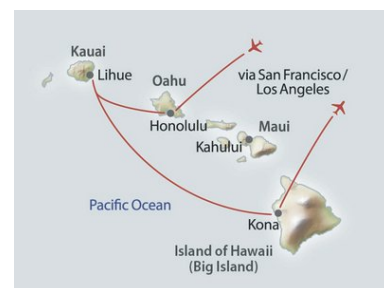 Kauai
Lihue
Oahu
via San Francisco/
Los Angeles
Honolulu
Maui
Kahului
Pacific Ocean
Kona
Island of Hawaii
(Big Island)